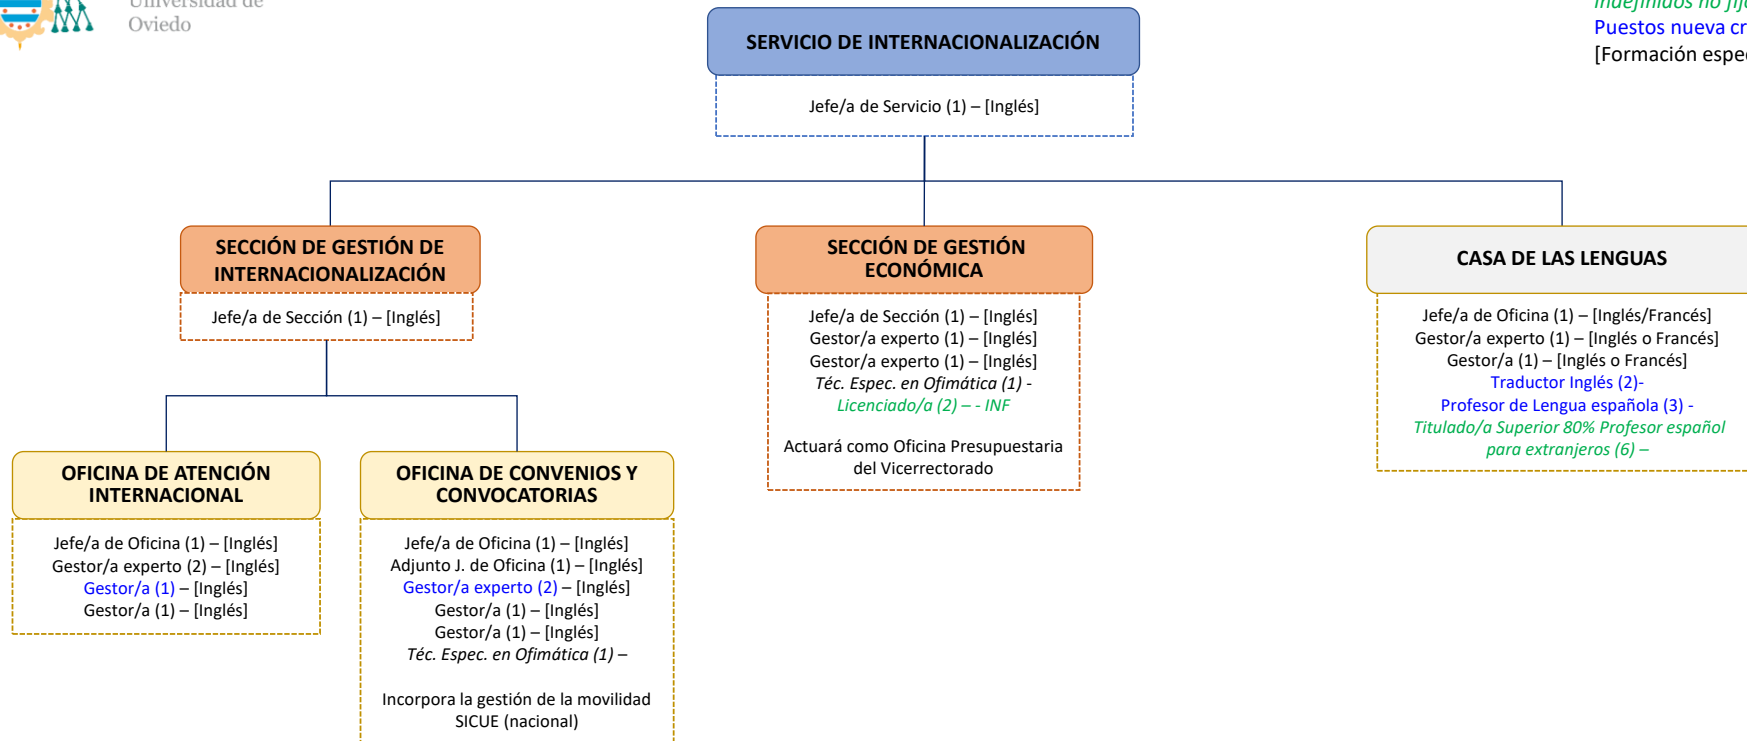 Universidad de
Oviedo
Indefinidos no
Puestos nueva
[Formación
SERVICIO DE INTERNACIONALIZACIÓN
Jefe/a de Servicio (1) – [Inglés]
SECCIÓN DE GESTIÓN DE
INTERNACIONALIZACIÓN
Jefe/a de Sección (1) – [Inglés]
SECCIÓN DE GESTIÓN
ECONÓMICA
Jefe/a de Sección (1) – [Inglés]
Gestor/a experto (1) – [Inglés]
Gestor/a experto (1) – [Inglés]
Téc. Espec. en Ofimática (1) -
Licenciado/a (2) – - INF
Actuará como Oficina Presupuestaria
del Vicerrectorado
CASA DE LAS LENGUAS
Jefe/a de Oficina (1) – [Inglés/Francés]
Gestor/a experto (1) – [Inglés o Francés]
Gestor/a (1) – [Inglés o Francés]
Traductor Inglés (2)-
Profesor de Lengua española (3) -
Titulado/a Superior 80% Profesor español
para extranjeros (6) –
OFICINA DE ATENCIÓN
INTERNACIONAL
Jefe/a de Oficina (1) – [Inglés]
Gestor/a experto (2) – [Inglés]
Gestor/a (1) – [Inglés]
Gestor/a (1) – [Inglés]
OFICINA DE CONVENIOS Y
CONVOCATORIAS
Jefe/a de Oficina (1) – [Inglés]
Adjunto J. de Oficina (1) – [Inglés]
Gestor/a experto (2) – [Inglés]
Gestor/a (1) – [Inglés]
Gestor/a (1) – [Inglés]
Téc. Espec. en Ofimática (1) –
Incorpora la gestión de la movilidad
SICUE (nacional)